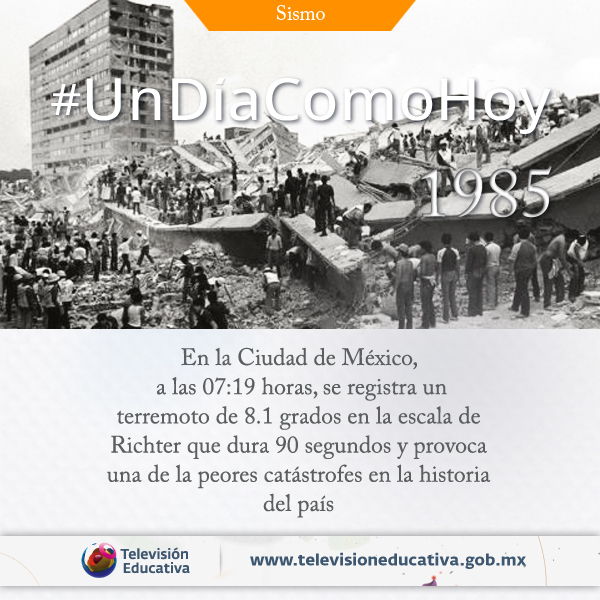 Sismo
#UnDíaComoHoy
1985
En la Ciudad de México,
a las 07:19 horas, se registra un
terremoto de 8.1 grados en la escala de
Richter que dura 90 segundos y provoca
una de la peores catástrofes en la historia
del país
Televisión
Educativa
www.televisioneducativa.gob.mx